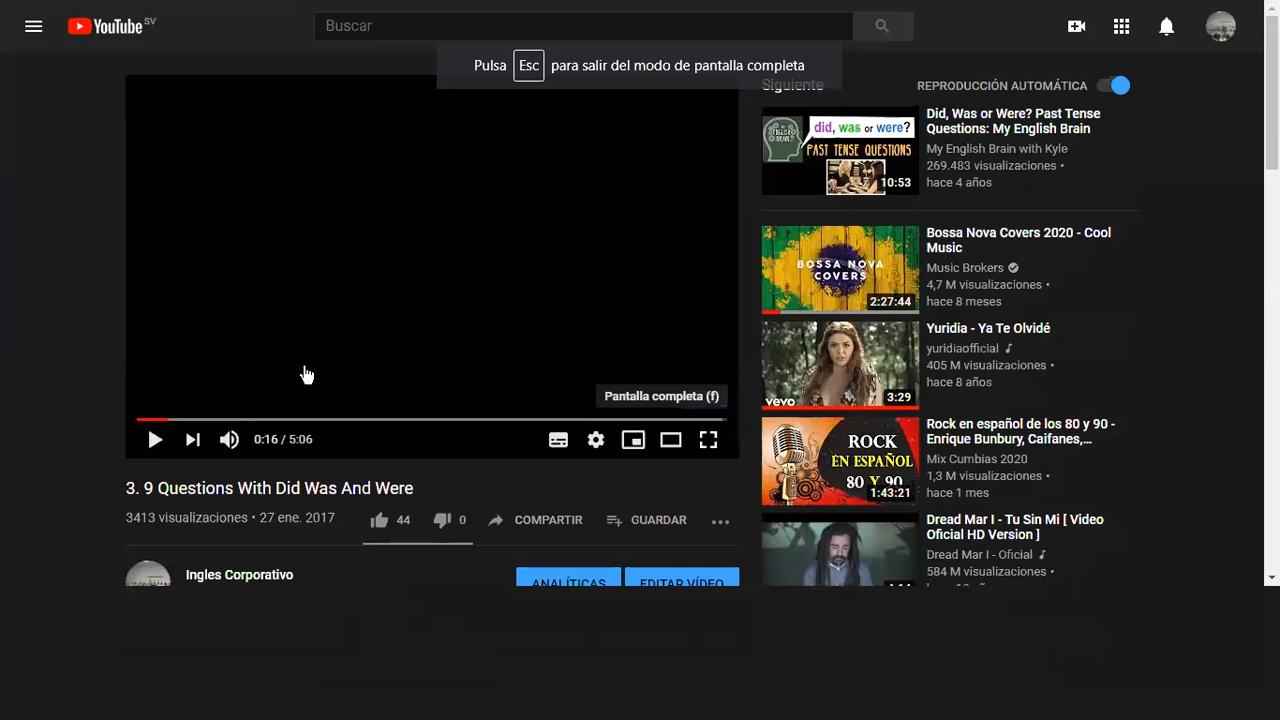 YouTube SV
Buscar
Pulsa Esc para salir del modo de pantalla completa
Siguiente
REPRODUCCIÓN AUTOMÁTICA
did, was or were?
PAST TENSE QUESTIONS
ENGLISH BRAIN
10:53
Did, Was or Were? Past Tense
Questions: My English Brain
My English Brain with Kyle
269.483 visualizaciones •
hace 4 años
BOSSA NOVA
COVERS
2:27:44
Bossa Nova Covers 2020 - Cool
Music
Music Brokers
4,7 M visualizaciones •
hace 8 meses
vevo
3:29
Yuridia - Ya Te Olvidé
yuridiaofficial
405 M visualizaciones •
hace 8 años
ROCK
EN ESPAÑOL
80 Y 90
1:43:21
Rock en español de los 80 y 90 -
Enrique Bunbury, Caifanes,...
Mix Cumbias 2020
1,3 M visualizaciones •
hace 1 mes
Dread Mar I - Tu Sin Mi [ Video
Oficial HD Version ]
Dread Mar I - Oficial
584 M visualizaciones •
Pantalla completa (f)
0:16 / 5:06
3. 9 Questions With Did Was And Were
3413 visualizaciones • 27 ene. 2017
44
0
COMPARTIR
GUARDAR
Ingles Corporativo
ANALÍTICAS
EDITAR VÍDEO